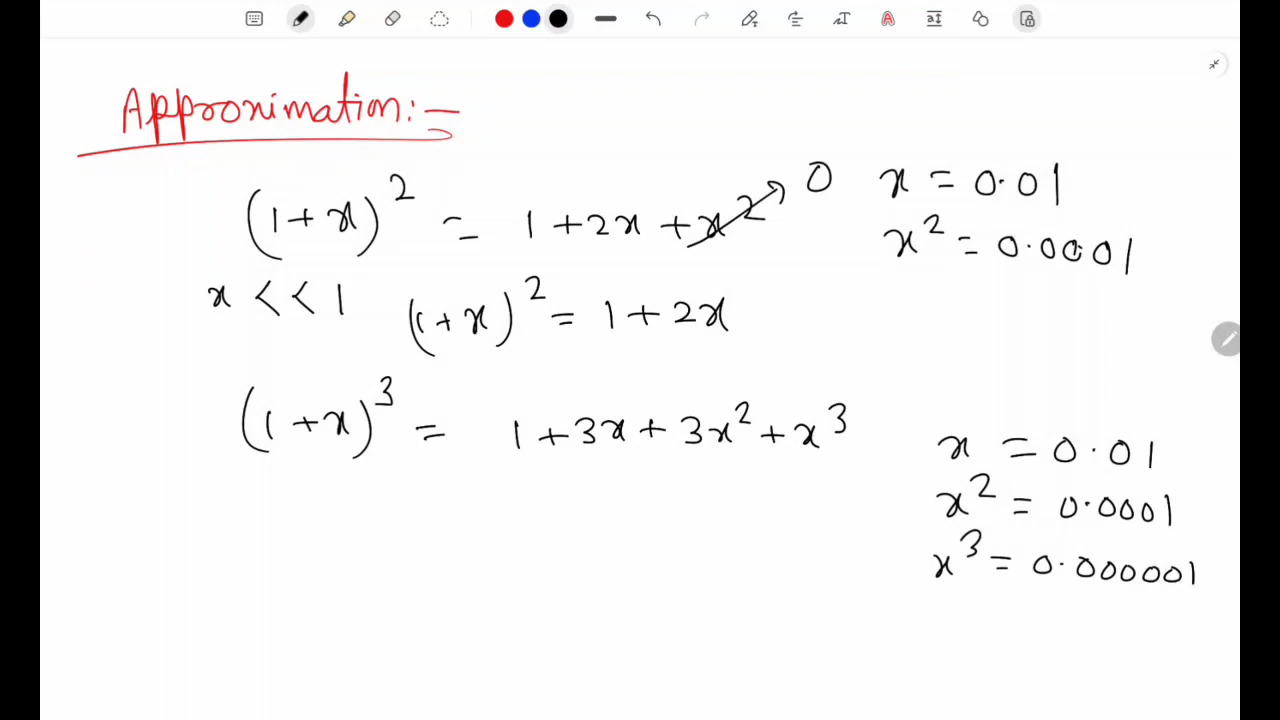 Approximation:-
(1+x)² = 1+2x+x² → 0
x = 0.01
x² = 0.0001
x << 1
(1+x)² = 1+2x
(1+x)³ = 1+3x+3x²+x³
x = 0.01
x² = 0.0001
x³ = 0.000001